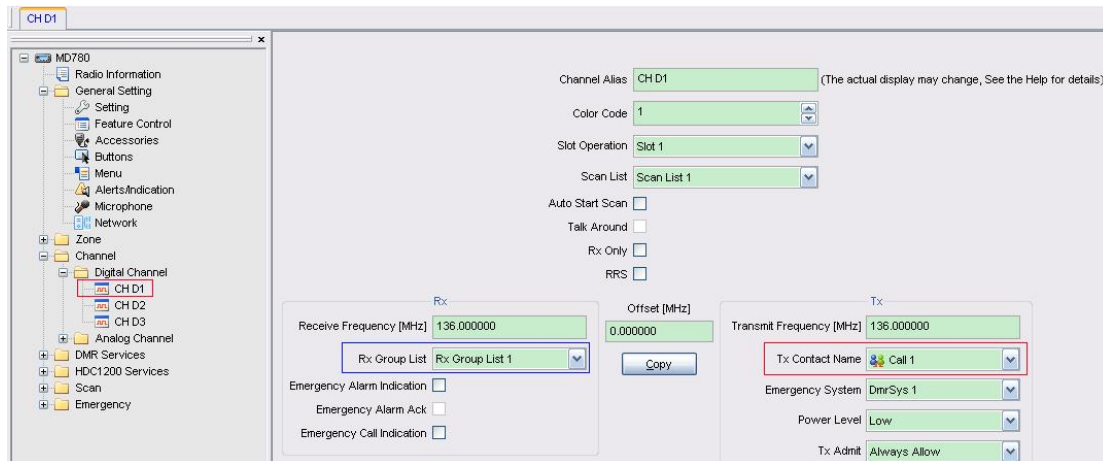 CH D1
MD780
Radio Information
General Setting
Setting
Feature Control
Accessories
Buttons
Menu
Alerts/Indication
Microphone
Network
Zone
Channel
Digital Channel
CH D1
CH D2
CH D3
Analog Channel
DMR Services
HDC1200 Services
Scan
Emergency
Channel Alias CH D1 (The actual display may change, See the Help for details)
Color Code 1
Slot Operation Slot 1
Scan List Scan List 1
Auto Start Scan
Talk Around
Rx Only
RRS
Rx
Receive Frequency [MHz] 136.000000
Rx Group List Rx Group List 1
Emergency Alarm Indication
Emergency Alarm Ack
Emergency Call Indication
Offset [MHz]
0.000000
Copy
Tx
Transmit Frequency [MHz] 136.000000
Tx Contact Name Call 1
Emergency System DmrSys 1
Power Level Low
Tx Admit Always Allow